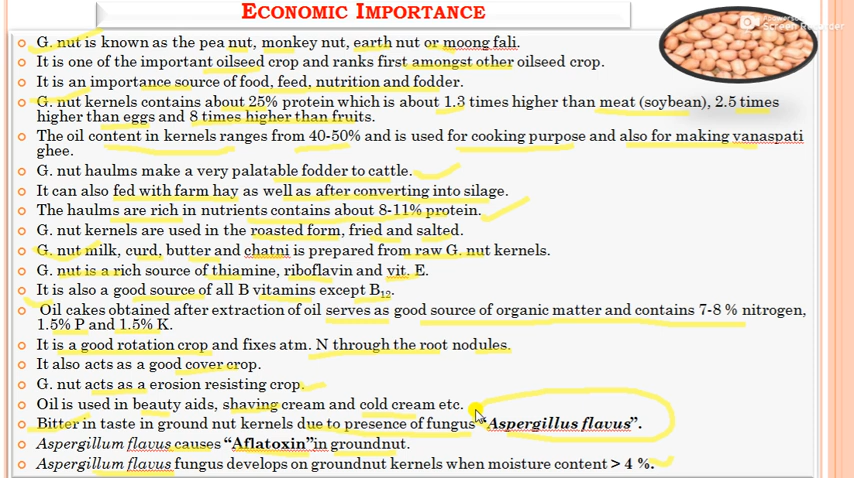 ECONOMIC IMPORTANCE
Screen Recorder
G. nut is known as the pea nut, monkey nut, earth nut or moong fali.
It is one of the important oilseed crop and ranks first amongst other oilseed crop.
It is an importance source of food, feed, nutrition and fodder.
G. nut kernels contains about 25% protein which is about 1.3 times higher than meat (soybean), 2.5 times
higher than eggs and 8 times higher than fruits.
The oil content in kernels ranges from 40-50% and is used for cooking purpose and also for making vanaspati
ghee.
G. nut haulms make a very palatable fodder to cattle.
It can also fed with farm hay as well as after converting into silage.
The haulms are rich in nutrients contains about 8-11% protein.
G. nut kernels are used in the roasted form, fried and salted.
G. nut milk, curd, butter and chatni is prepared from raw G. nut kernels.
G. nut is a rich source of thiamine, riboflavin and vit. E.
It is also a good source of all B vitamins except B12.
Oil cakes obtained after extraction of oil serves as good source of organic matter and contains 7-8 % nitrogen,
1.5% P and 1.5% K.
It is a good rotation crop and fixes atm. N through the root nodules.
It also acts as a good cover crop.
G. nut acts as a erosion resisting crop.
Oil is used in beauty aids, shaving cream and cold cream etc.
Bitter in taste in ground nut kernels due to presence of fungus “Aspergillus flavus”.
Aspergillum flavus causes “Aflatoxin”in groundnut.
Aspergillum flavus fungus develops on groundnut kernels when moisture content > 4 %.